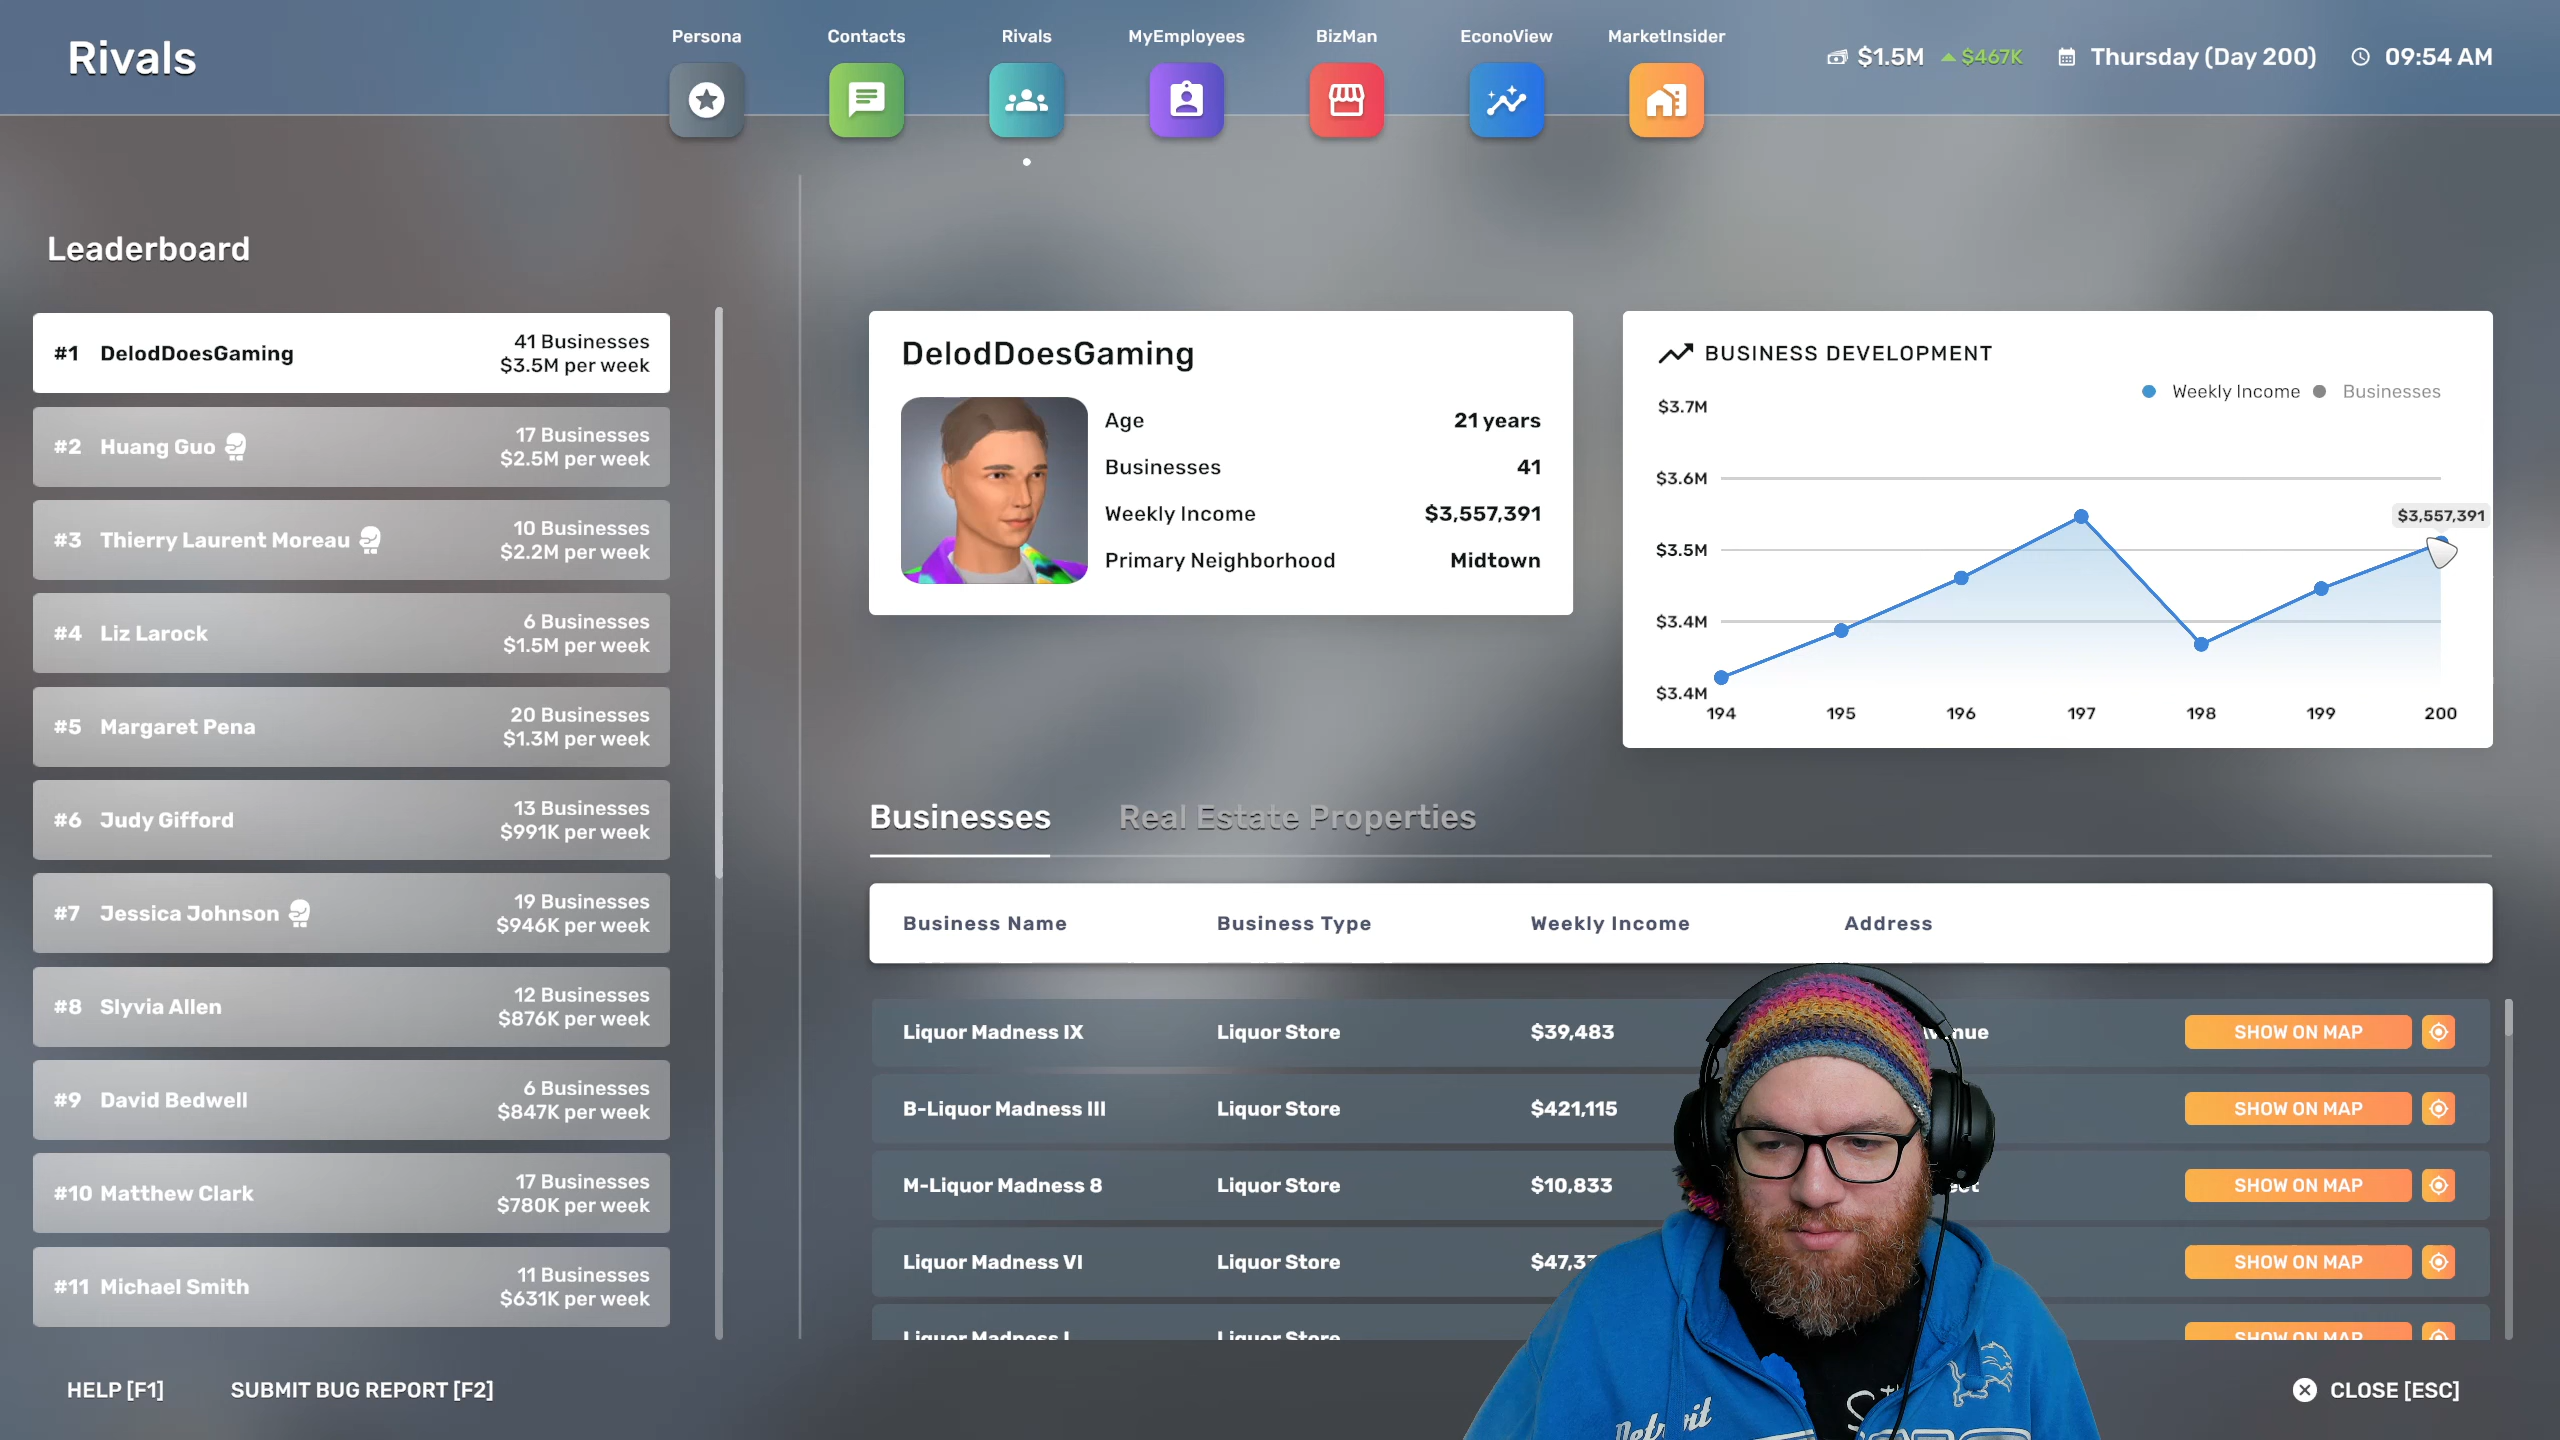 Rivals
Persona
Contacts
Rivals
MyEmployees
BizMan
EconoView
MarketInsider
$1.5M
$467K
Thursday (Day 200)
09:54 AM
Leaderboard
#1 DelodDoesGaming
41 Businesses
$3.5M per week
#2 Huang Guo
17 Businesses
$2.5M per week
#3 Thierry Laurent Moreau
10 Businesses
$2.2M per week
#4 Liz Larock
6 Businesses
$1.5M per week
#5 Margaret Pena
20 Businesses
$1.3M per week
#6 Judy Gifford
13 Businesses
$991K per week
#7 Jessica Johnson
19 Businesses
$946K per week
#8 Slyvia Allen
12 Businesses
$876K per week
#9 David Bedwell
6 Businesses
$847K per week
#10 Matthew Clark
17 Businesses
$780K per week
#11 Michael Smith
11 Businesses
$631K per week
DelodDoesGaming
Age 21 years
Businesses 41
Weekly Income $3,557,391
Primary Neighborhood Midtown
BUSINESS DEVELOPMENT
Weekly Income Businesses
$3.7M
$3.6M
$3,557,391
$3.5M
$3.4M
$3.4M
194 195 196 197 198 199 200
Businesses Real Estate Properties
Business Name Business Type Weekly Income Address
Liquor Madness IX Liquor Store $39,483 SHOW ON MAP
B-Liquor Madness III Liquor Store $421,115 SHOW ON MAP
M-Liquor Madness 8 Liquor Store $10,833 SHOW ON MAP
Liquor Madness VI Liquor Store SHOW ON MAP
Liquor Madness I Liquor Store SHOW ON MAP
HELP [F1]
SUBMIT BUG REPORT [F2]
CLOSE [ESC]